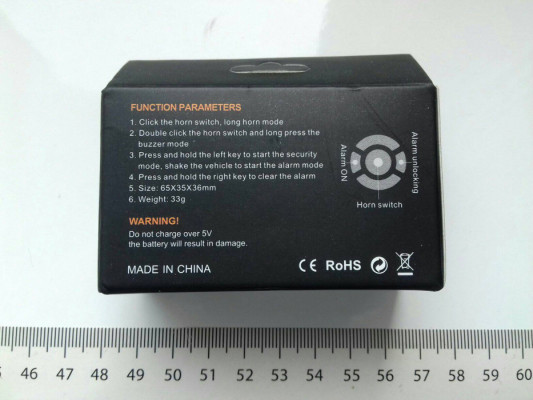 FUNCTION PARAMETERS
1. Click the horn switch, long horn mode
2. Double click the horn switch and long press the
buzzer mode
3. Press and hold the left key to start the security
mode, shake the vehicle to start the alarm mode
4. Press and hold the right key to clear the alarm
5. Size: 65X35X36mm
6. Weight: 33g
Alarm ON
Alarm unlocking
Horn switch
WARNING!
Do not charge over 5V
the battery will result in damage.
MADE IN CHINA
CE RoHS
46 47 48 49 50 51 52 53 54 55 56 57 58 59 60